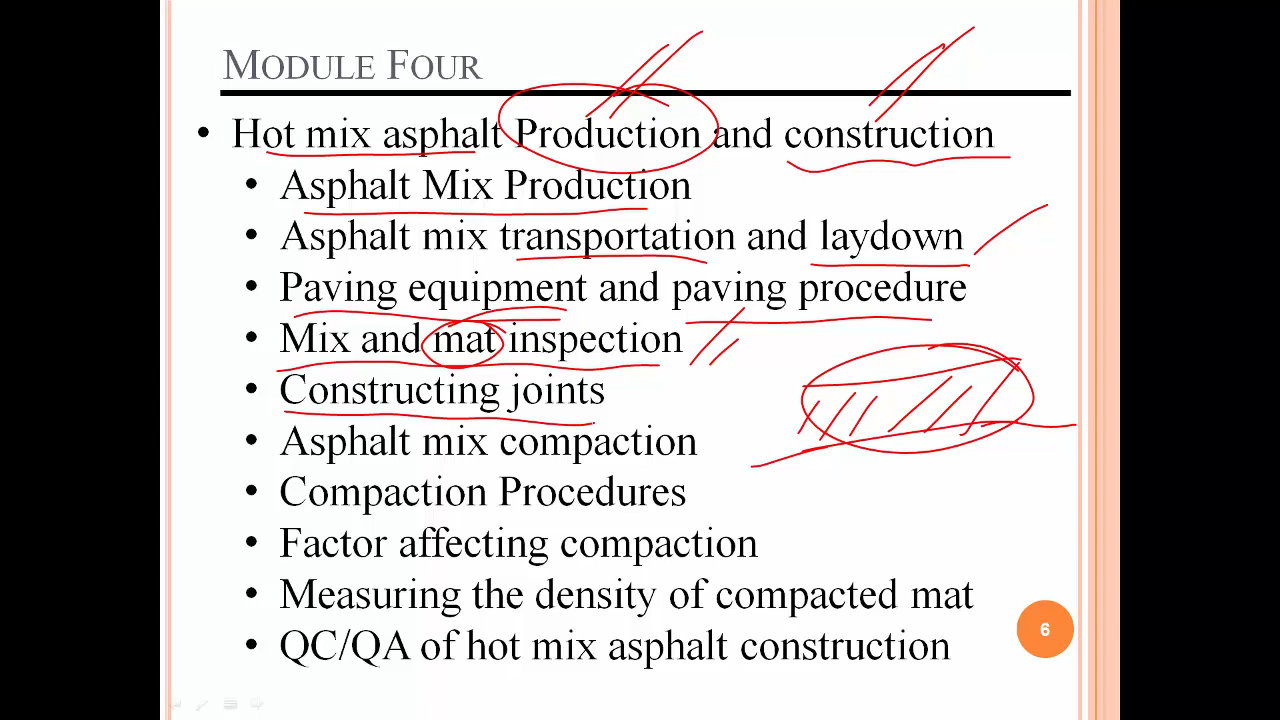 MODULE FOUR
• Hot mix asphalt Production and construction
• Asphalt Mix Production
• Asphalt mix transportation and laydown
• Paving equipment and paving procedure
• Mix and mat inspection
• Constructing joints
• Asphalt mix compaction
• Compaction Procedures
• Factor affecting compaction
• Measuring the density of compacted mat
• QC/QA of hot mix asphalt construction
6